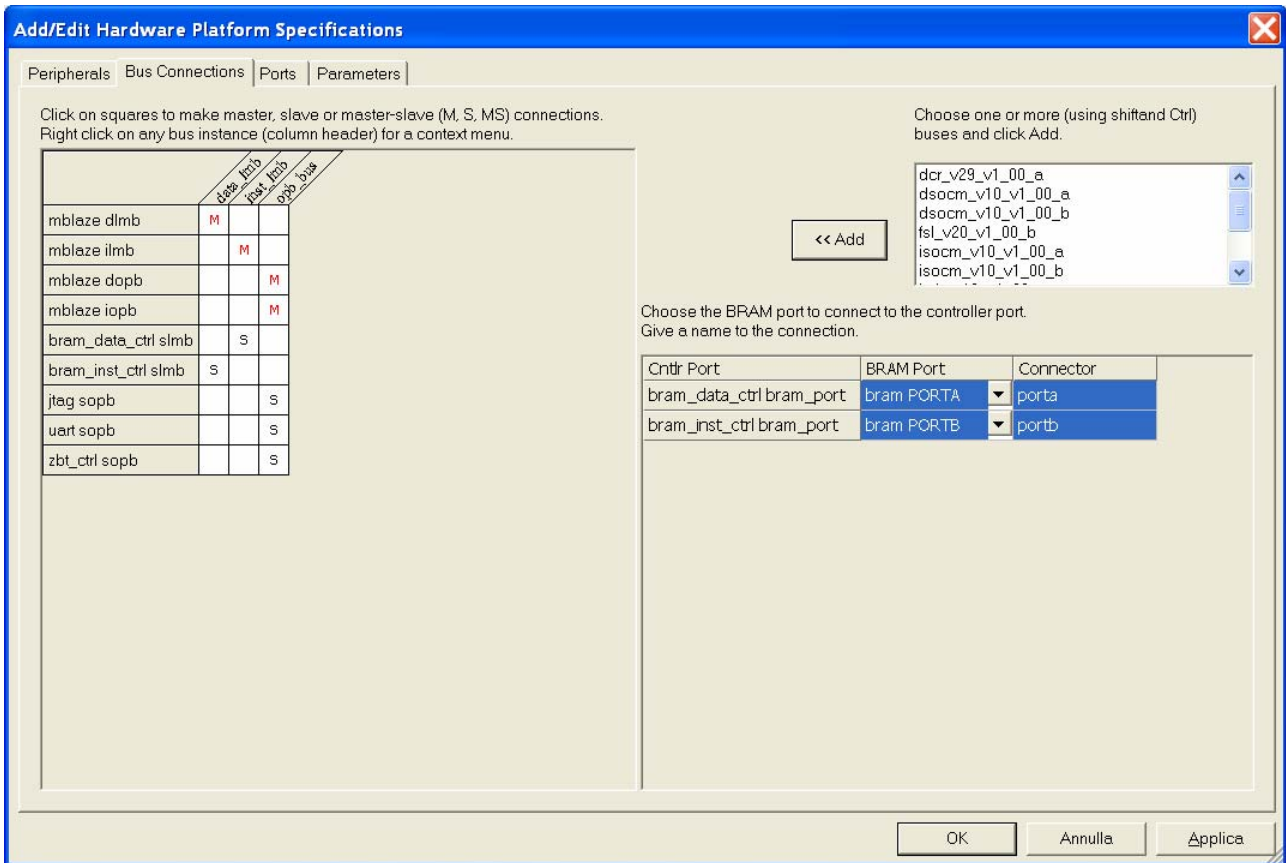 Add/Edit Hardware Platform Specifications
Peripherals Bus Connections Ports Parameters
Click on squares to make master, slave or master-slave (M, S, MS) connections.
Right click on any bus instance (column header) for a context menu.
data_lmb inst_lmb opb_bus
mblaze dlmb M
mblaze ilmb M
mblaze dopb M
mblaze iopb M
bram_data_ctrl slmb S
bram_inst_ctrl slmb S
jtag sopb S
uart sopb S
zbt_ctrl sopb S
<< Add
Choose one or more (using shiftand Ctrl)
buses and click Add.
dcr_v29_v1_00_a
dsocm_v10_v1_00_a
dsocm_v10_v1_00_b
fsl_v20_v1_00_b
isocm_v10_v1_00_a
isocm_v10_v1_00_b
Choose the BRAM port to connect to the controller port.
Give a name to the connection.
Cntlr Port BRAM Port Connector
bram_data_ctrl bram_port bram PORTA porta
bram_inst_ctrl bram_port bram PORTB portb
OK Annulla Applica